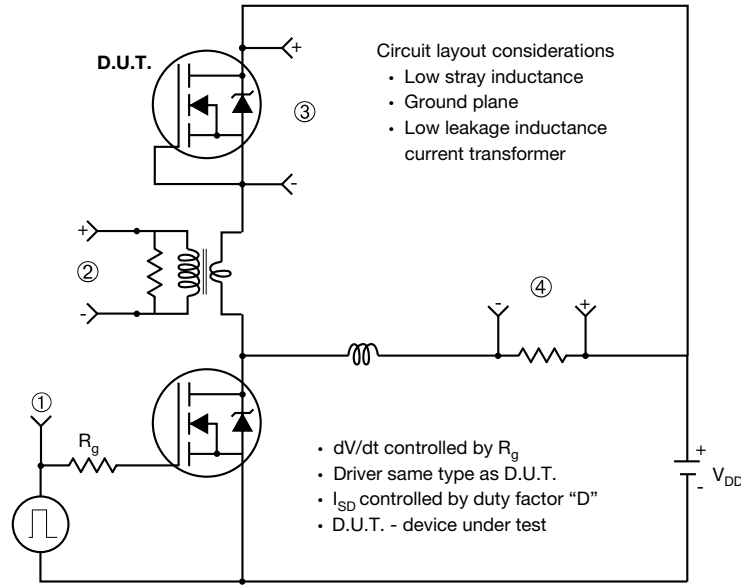 D.U.T.
+
-
③
Circuit layout considerations
• Low stray inductance
• Ground plane
• Low leakage inductance
current transformer
+
②
-
-
④
+
①
Rg
• dV/dt controlled by Rg
• Driver same type as D.U.T.
• ISD controlled by duty factor “D”
• D.U.T. - device under test
+
-
VDD